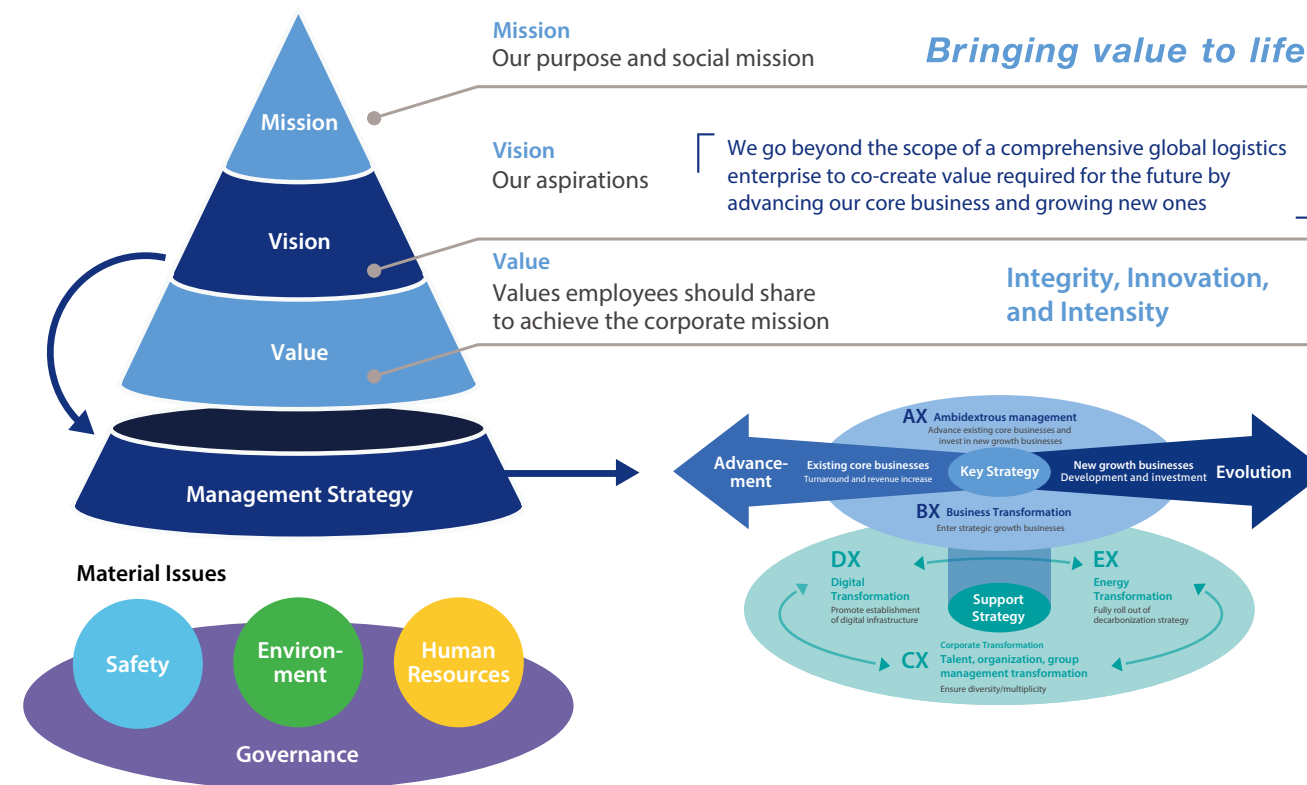 Mission
Our purpose and social mission
Bringing value to life
Mission
Vision
Our aspirations
We go beyond the scope of a comprehensive global logistics
enterprise to co-create value required for the future by
advancing our core business and growing new ones
Vision
Value
Values employees should share
to achieve the corporate mission
Integrity, Innovation,
and Intensity
Value
Management Strategy
AX Ambidextrous management
Advance existing core businesses and
invest in new growth businesses
Advance-
ment
Existing core businesses
Turnaround and revenue increase
Key Strategy
New growth businesses
Development and investment
Evolution
BX Business Transformation
Enter strategic growth businesses
DX
Digital
Transformation
Promote establishment
of digital infrastructure
Support
Strategy
EX
Energy
Transformation
Fully roll out of
decarbonization strategy
Corporate Transformation
CX Talent, organization, group
management transformation
Ensure diversity/multiplicity
Material Issues
Safety
Environ-
ment
Human
Resources
Governance